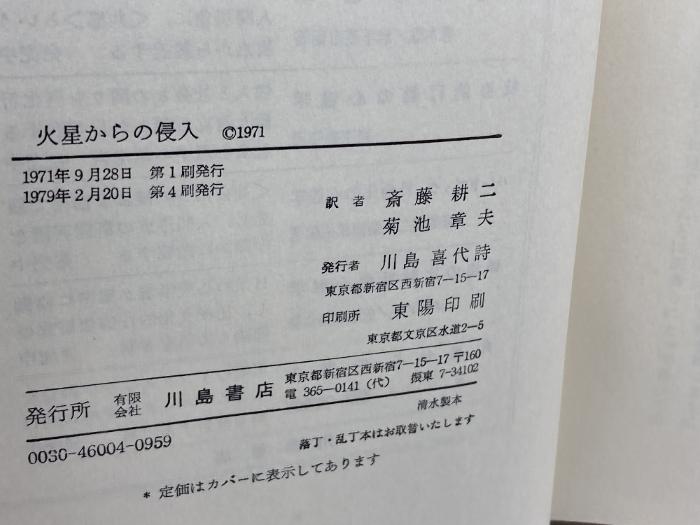 火星からの侵入 ©1971
1971年9月28日 第1刷発行
1979年2月20日 第4刷発行
訳者 斎藤耕二
菊池章夫
発行者 川島喜代詩
東京都新宿区西新宿7-15-17
印刷所 東陽印刷
東京都文京区水道2-5
発行所 有限会社 川島書店 東京都新宿区西新宿7-15-17 〒160
電 365-0141(代) 振東 7-34102
0030-46004-0959
清水製本
落丁・乱丁本はお取替いたします
* 定価はカバーに表示してあります